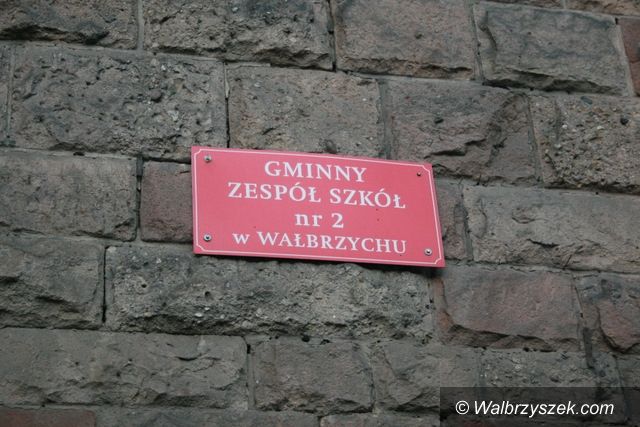 GMINNY
ZESPÓŁ SZKÓŁ
nr 2
w WAŁBRZYCHU
© Walbrzyszek.com